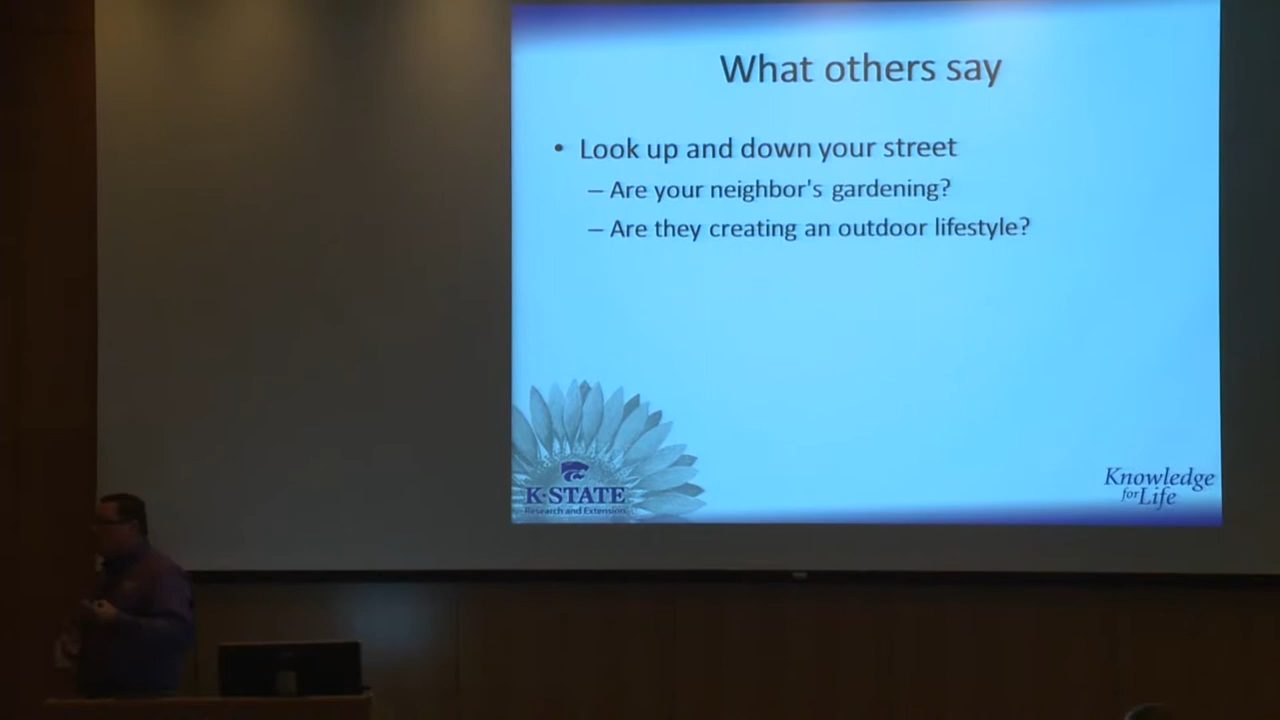 What others say
• Look up and down your street
– Are your neighbor's gardening?
– Are they creating an outdoor lifestyle?
K·STATE
Research and Extension
Knowledge
for Life